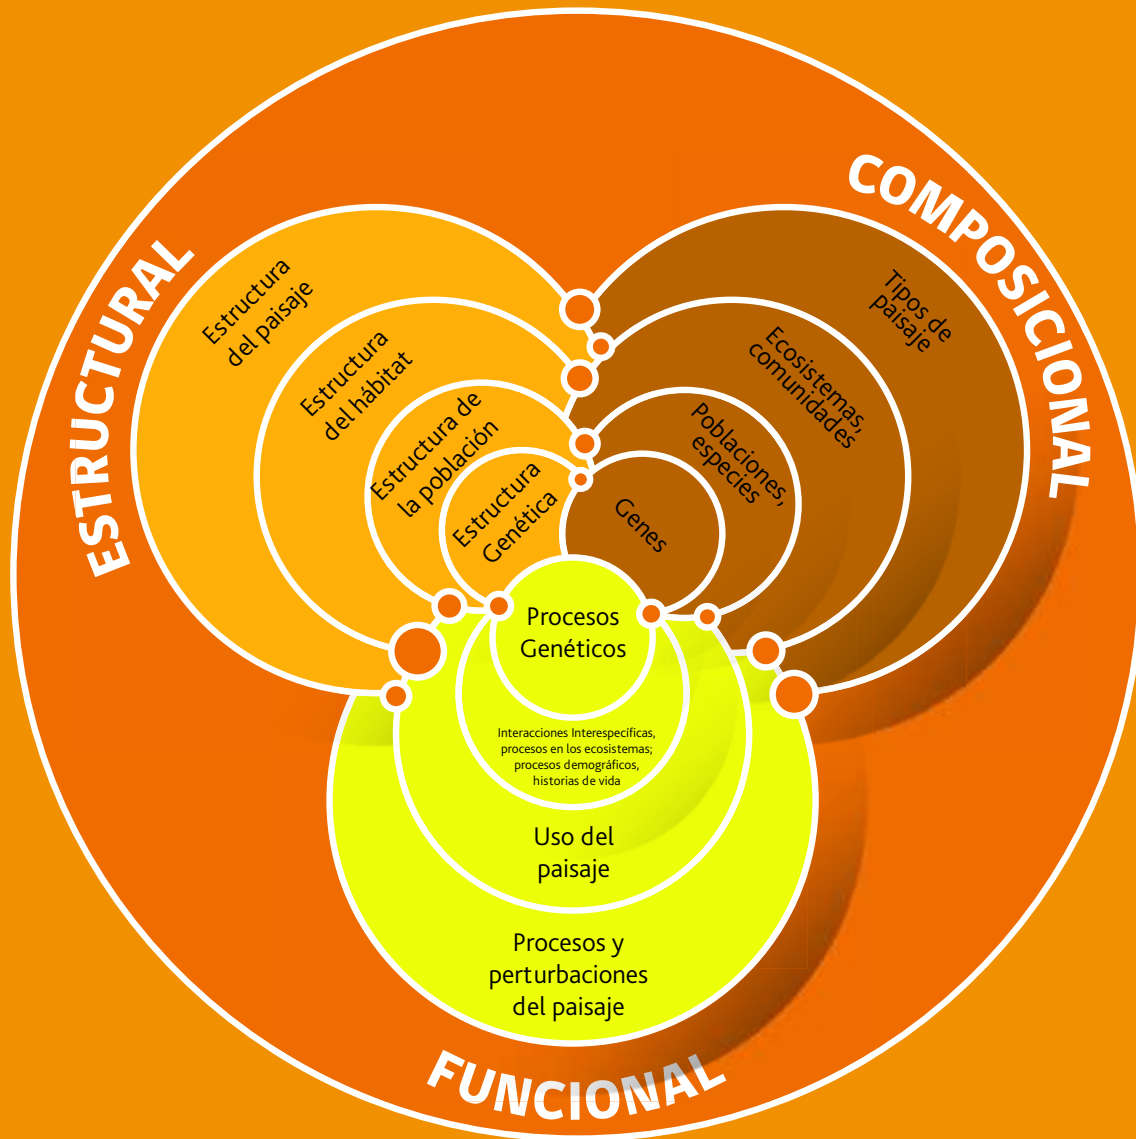 ESTRUCTURAL
Estructura
del paisaje
Estructura
del hábitat
Estructura de
la población
Estructura
Genética
COMPOSICIONAL
Tipos de
paisaje
Ecosistemas,
comunidades
Poblaciones,
especies
Genes
Procesos
Genéticos
Interacciones Interespecíficas,
procesos en los ecosistemas;
procesos demográficos,
historias de vida
Uso del
paisaje
Procesos y
perturbaciones
del paisaje
FUNCIONAL